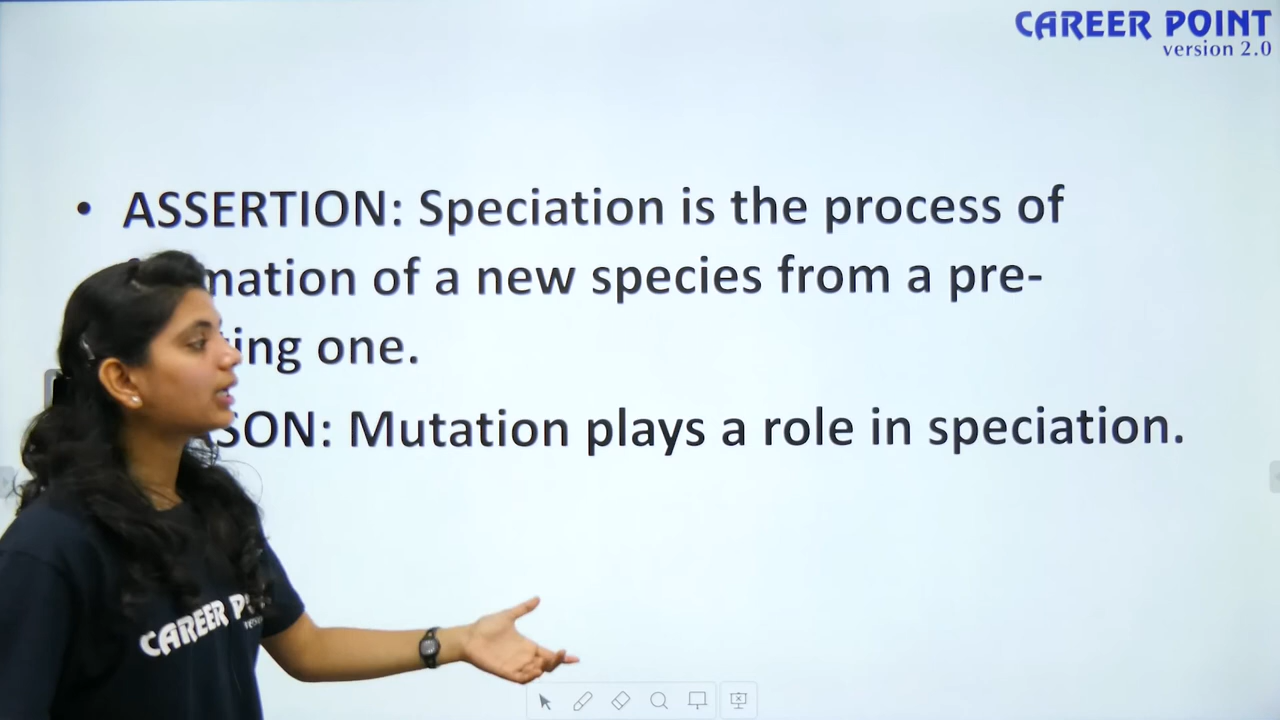 CAREER POINT
version 2.0
• ASSERTION: Speciation is the process of
mation of a new species from a pre-
ing one.
SON: Mutation plays a role in speciation.
CAREER P